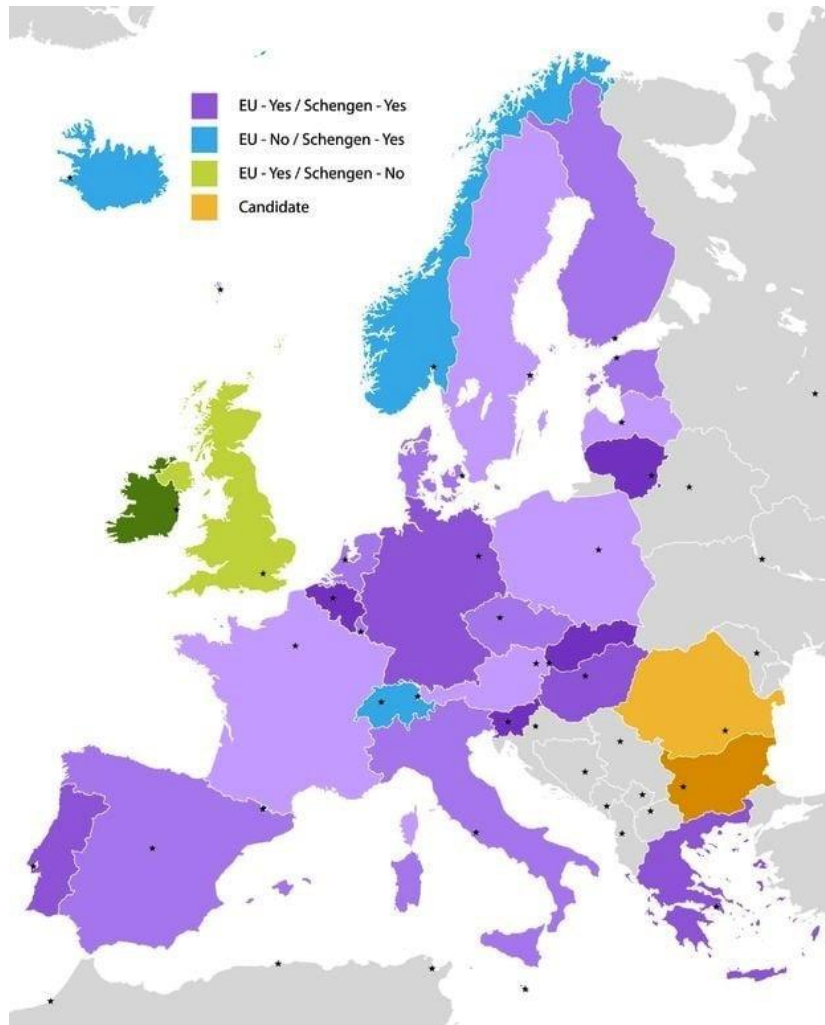 EU - Yes / Schengen - Yes
EU - No / Schengen - Yes
EU - Yes / Schengen - No
Candidate